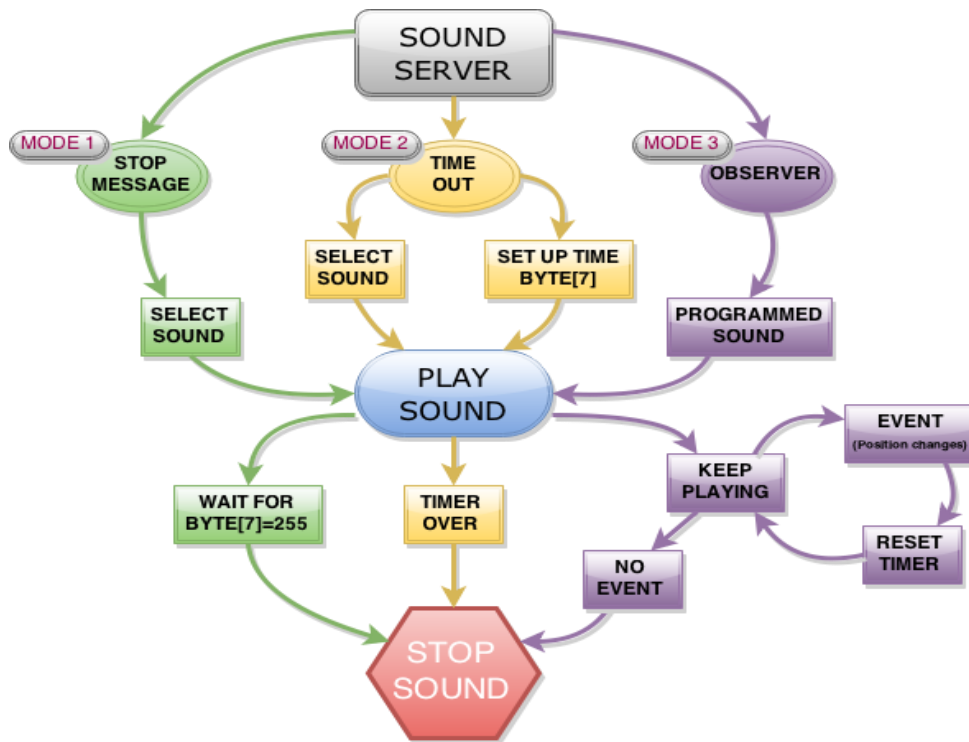 SOUND
SERVER
MODE 1
STOP
MESSAGE
MODE 2
TIME
OUT
MODE 3
OBSERVER
SELECT
SOUND
SET UP TIME
BYTE[7]
SELECT
SOUND
PROGRAMMED
SOUND
PLAY
SOUND
EVENT
(Position changes)
KEEP
PLAYING
WAIT FOR
BYTE[7]=255
TIMER
OVER
RESET
TIMER
NO
EVENT
STOP
SOUND